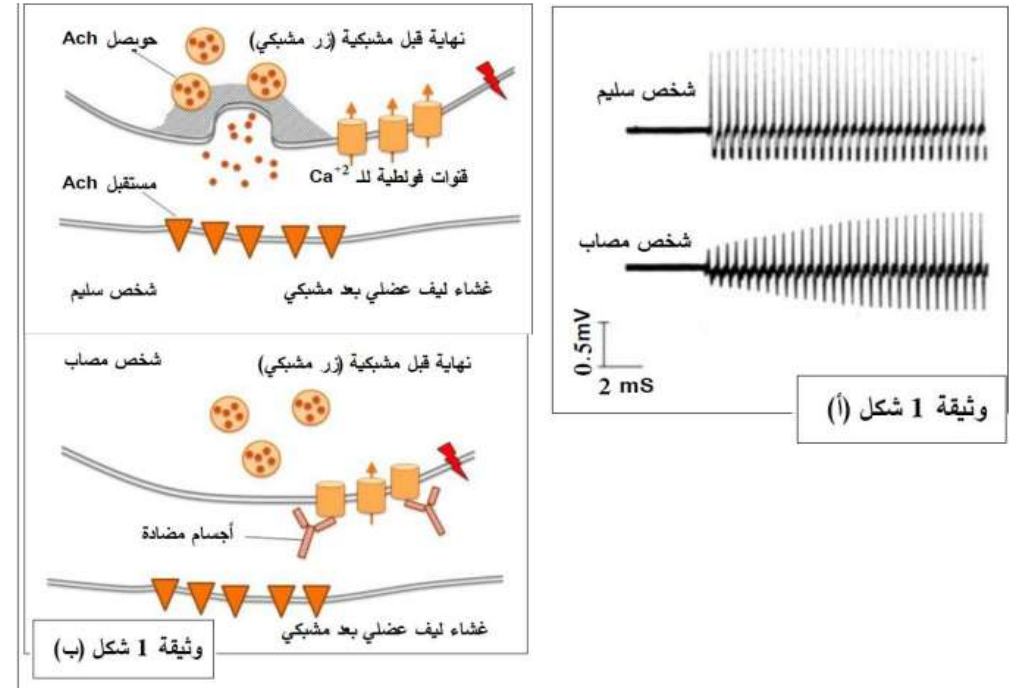 نهاية قبل مشبكية (زر مشبكي)
حويصل Ach
قنوات فولطية للـ Ca⁺²
مستقبل Ach
غشاء ليف عضلي بعد مشبكي
شخص سليم
شخص مصاب
نهاية قبل مشبكية (زر مشبكي)
أجسام مضادة
غشاء ليف عضلي بعد مشبكي
وثيقة 1 شكل (ب)
شخص سليم
شخص مصاب
0.5mV
2 mS
وثيقة 1 شكل (أ)